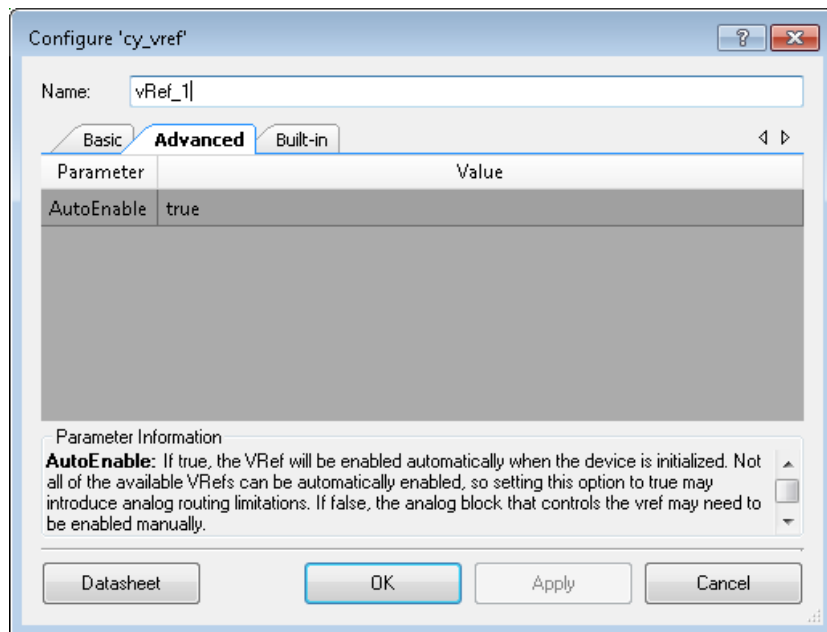 Configure 'cy_vref'
Name: vRef_1
Basic Advanced Built-in
Parameter Value
AutoEnable true
Parameter Information
AutoEnable: If true, the VRef will be enabled automatically when the device is initialized. Not
all of the available VRefs can be automatically enabled, so setting this option to true may
introduce analog routing limitations. If false, the analog block that controls the vref may need to
be enabled manually.
Datasheet OK Apply Cancel